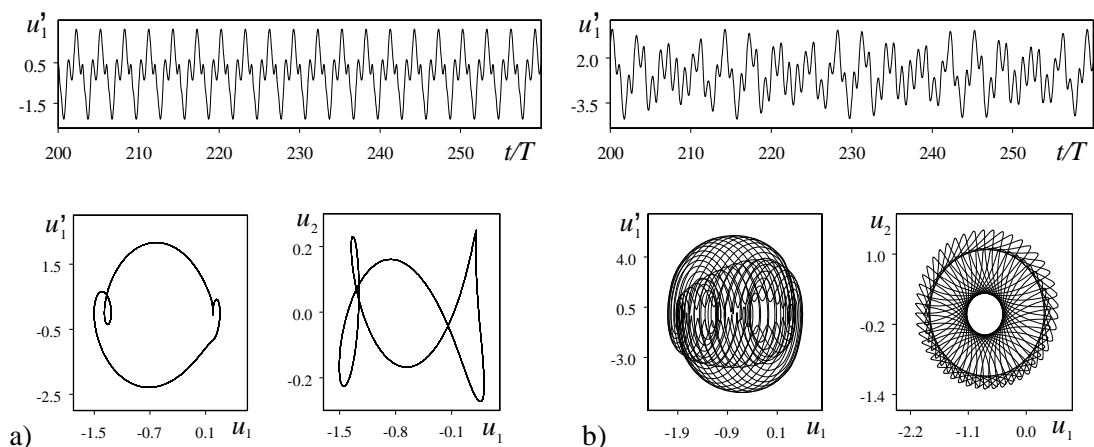 u'₁
0.5
-1.5
200 210 220 230 240 250 t/T
u'₁
2.0
-3.5
200 210 220 230 240 250 t/T
u'₁
1.5
-0.5
-2.5
-1.5 -0.7 0.1 u₁
u₂
0.2
-0.0
-0.2
-1.5 -0.8 -0.1 u₁
a)
u'₁
4.0
0.5
-3.0
-1.9 -0.9 0.1 u₁
u₂
1.0
-0.2
-1.4
-2.2 -1.1 0.0 u₁
b)